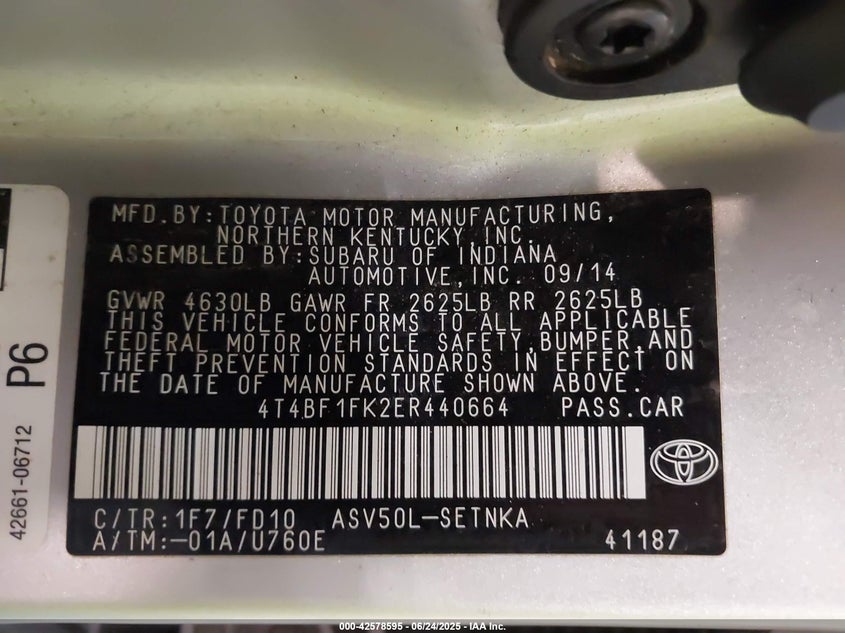 MFD.BY:TOYOTA MOTOR MANUFACTURING,
NORTHERN KENTUCKY,INC.
ASSEMBLED BY:SUBARU OF INDIANA
AUTOMOTIVE,INC. 09/14
GVWR 4630LB GAWR FR 2625LB RR 2625LB
THIS VEHICLE CONFORMS TO ALL APPLICABLE
FEDERAL MOTOR VEHICLE SAFETY,BUMPER,AND
THEFT PREVENTION STANDARDS IN EFFECT ON
THE DATE OF MANUFACTURE SHOWN ABOVE.
4T4BF1FK2ER440664 PASS.CAR
C/TR:1F7/FD10 ASV50L-SETNKA
A/TM:-01A/U760E 41187
P6
42661-06712
000-42578595 - 06/24/2025 - IAA Inc.